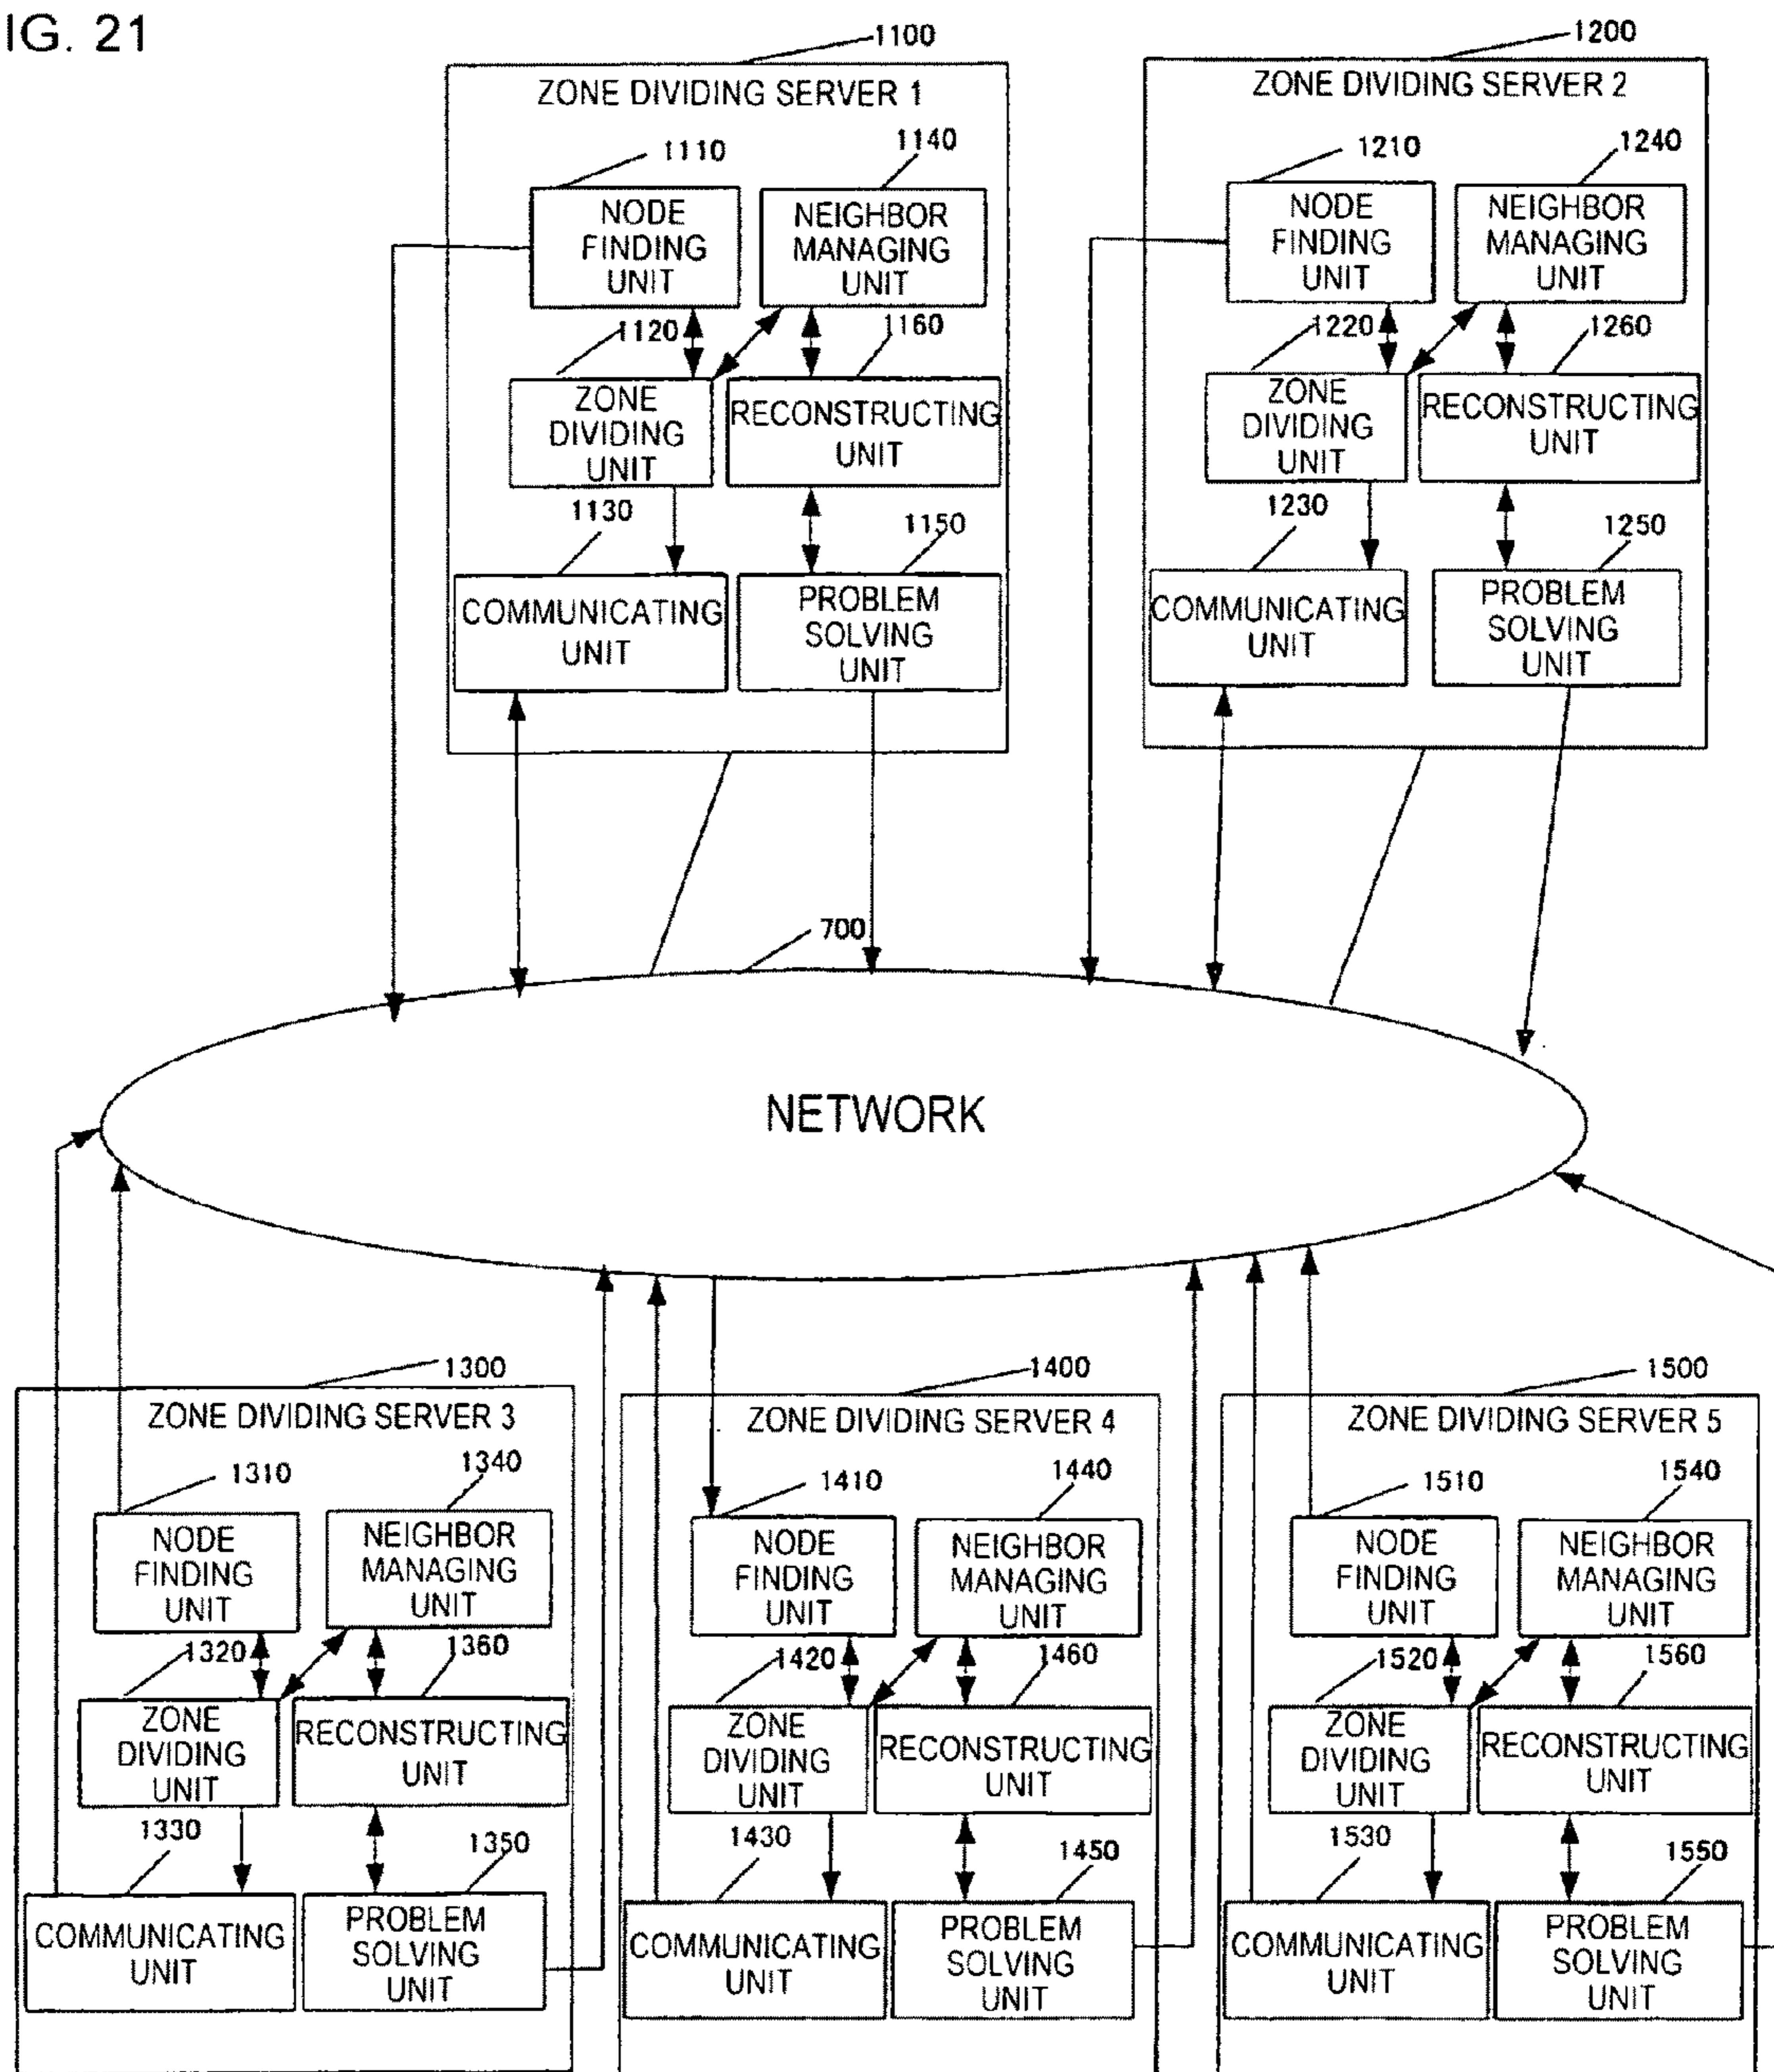 IG. 21
1100
ZONE DIVIDING SERVER 1
1110
1140
NODE
FINDING
UNIT
NEIGHBOR
MANAGING
UNIT
1120
1160
ZONE
DIVIDING
UNIT
RECONSTRUCTING
UNIT
1130
1150
COMMUNICATING
UNIT
PROBLEM
SOLVING
UNIT
1200
ZONE DIVIDING SERVER 2
1210
1240
NODE
FINDING
UNIT
NEIGHBOR
MANAGING
UNIT
1220
1260
ZONE
DIVIDING
UNIT
RECONSTRUCTING
UNIT
1230
1250
COMMUNICATING
UNIT
PROBLEM
SOLVING
UNIT
700
NETWORK
1300
ZONE DIVIDING SERVER 3
1310
1340
NODE
FINDING
UNIT
NEIGHBOR
MANAGING
UNIT
1320
1360
ZONE
DIVIDING
UNIT
RECONSTRUCTING
UNIT
1330
1350
COMMUNICATING
UNIT
PROBLEM
SOLVING
UNIT
1400
ZONE DIVIDING SERVER 4
1410
1440
NODE
FINDING
UNIT
NEIGHBOR
MANAGING
UNIT
1420
1460
ZONE
DIVIDING
UNIT
RECONSTRUCTING
UNIT
1430
1450
COMMUNICATING
UNIT
PROBLEM
SOLVING
UNIT
1500
ZONE DIVIDING SERVER 5
1510
1540
NODE
FINDING
UNIT
NEIGHBOR
MANAGING
UNIT
1520
1560
ZONE
DIVIDING
UNIT
RECONSTRUCTING
UNIT
1530
1550
COMMUNICATING
UNIT
PROBLEM
SOLVING
UNIT